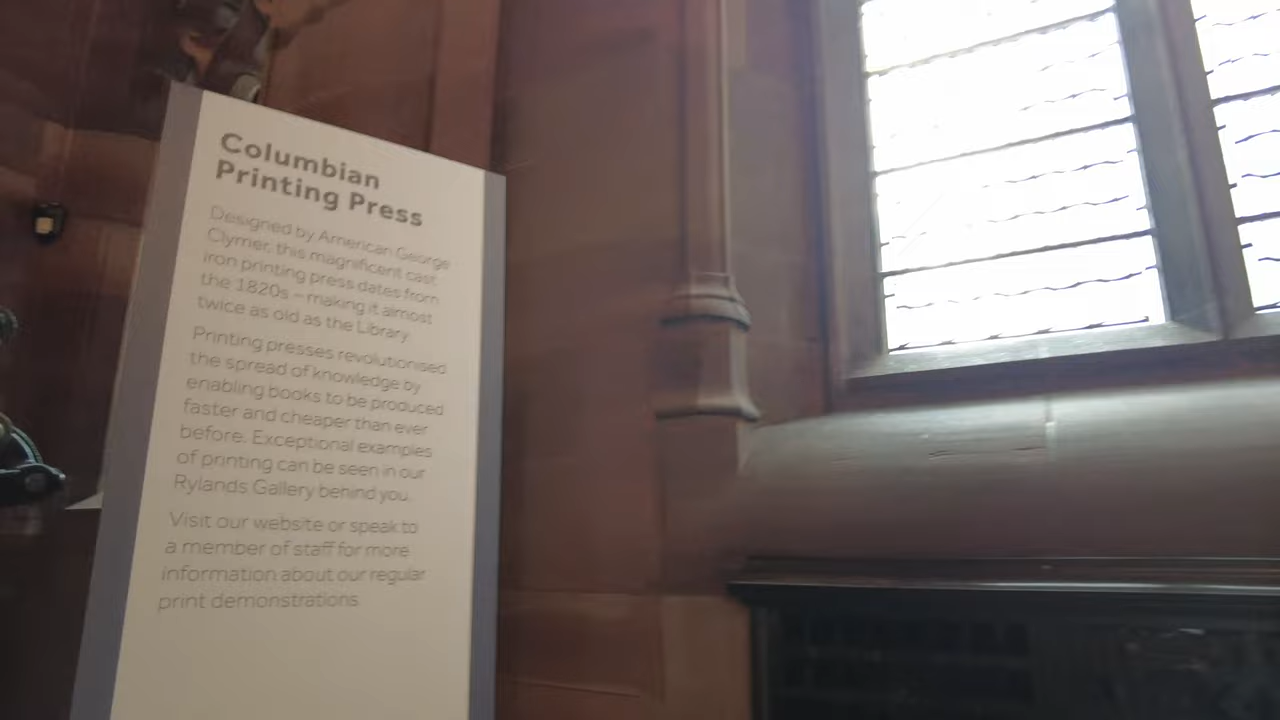 Columbian
Printing Press
Designed by American George
Clymer, this magnificent cast
iron printing press dates from
the 1820s – making it almost
twice as old as the Library.
Printing presses revolutionised
the spread of knowledge by
enabling books to be produced
faster and cheaper than ever
before. Exceptional examples
of printing can be seen in our
Rylands Gallery behind you.
Visit our website or speak to
a member of staff for more
information about our regular
print demonstrations.